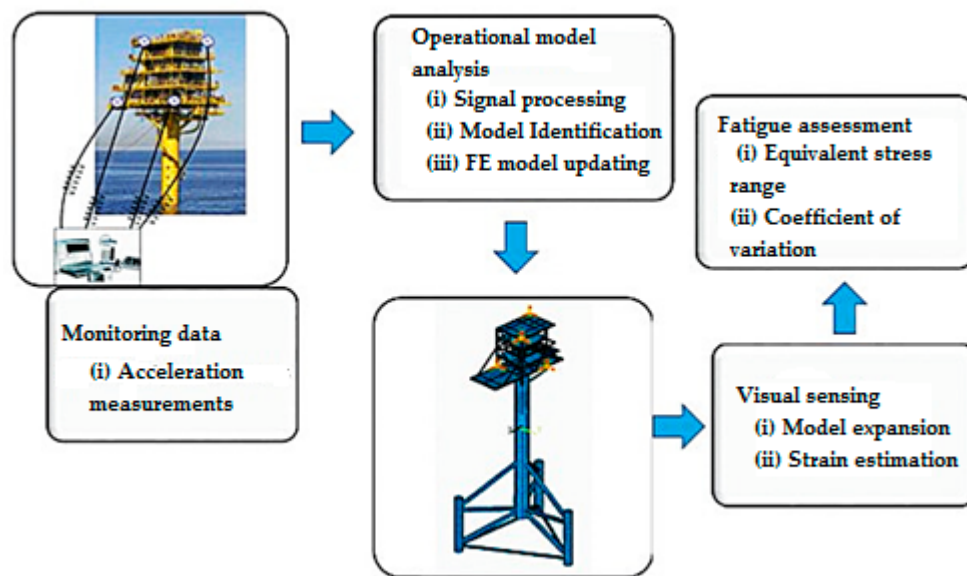 Monitoring data
(i) Acceleration
measurements
Operational model
analysis
(i) Signal processing
(ii) Model Identification
(iii) FE model updating
Visual sensing
(i) Model expansion
(ii) Strain estimation
Fatigue assessment
(i) Equivalent stress
range
(ii) Coefficient of
variation